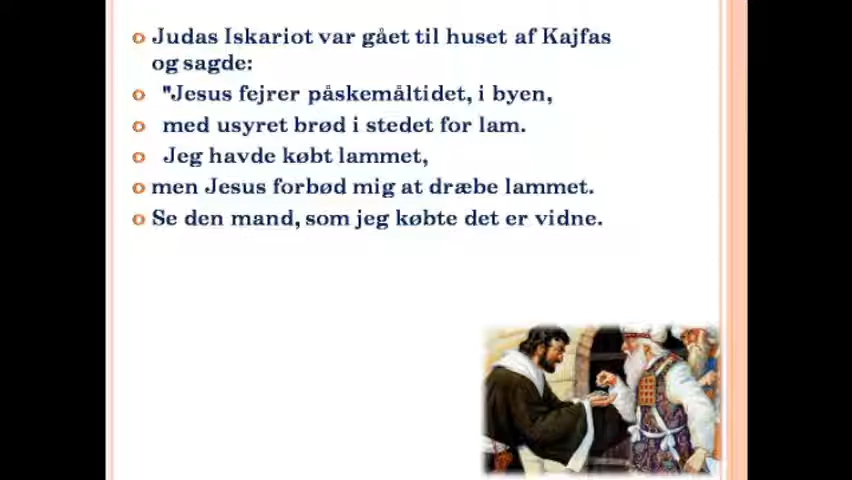 Judas Iskariot var gået til huset af Kajfas
og sagde:
"Jesus fejrer påskemåltidet, i byen,
med usyret brød i stedet for lam.
Jeg havde købt lammet,
men Jesus forbød mig at dræbe lammet.
Se den mand, som jeg købte det er vidne.